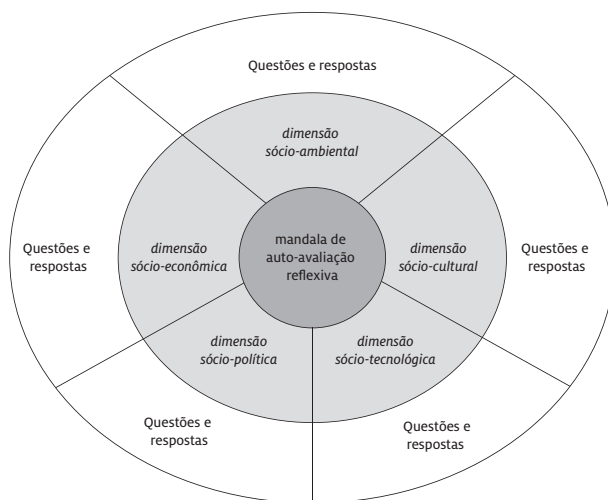 Questões e respostas
dimensão
sócio-ambiental
Questões e
respostas
dimensão
sócio-econômica
mandala de
auto-avaliação
reflexiva
dimensão
sócio-cultural
Questões e
respostas
dimensão
sócio-política
dimensão
sócio-tecnológica
Questões e
respostas
Questões e
respostas